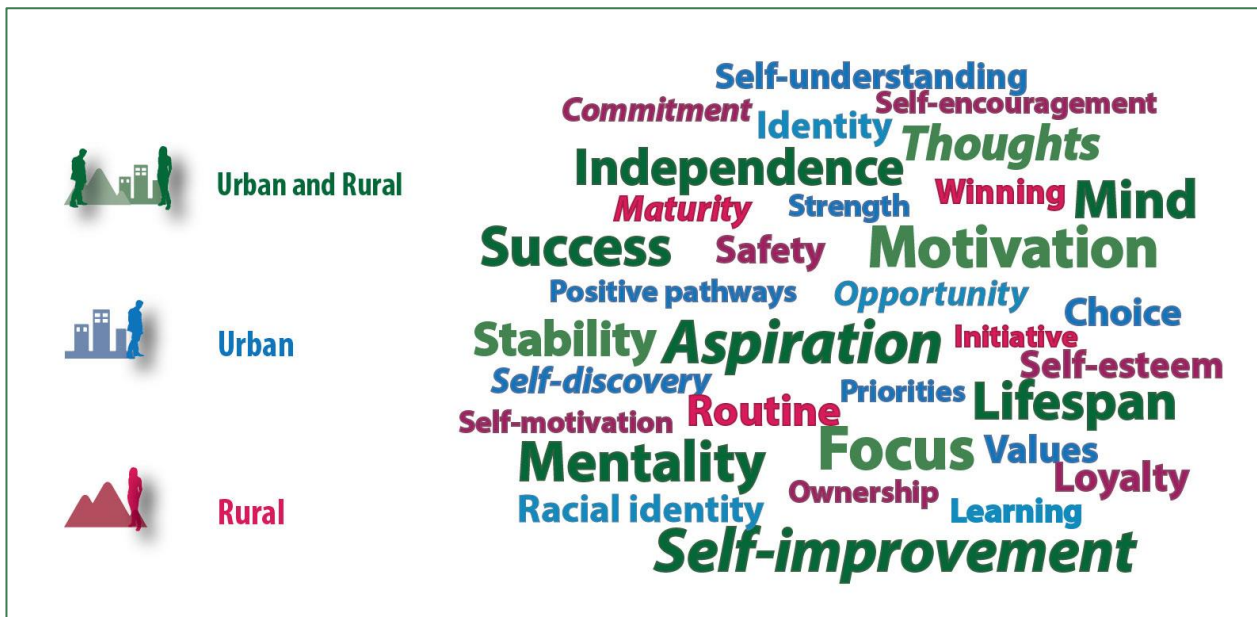 Urban and Rural
Urban
Rural
Self-understanding
Commitment Self-encouragement
Identity Thoughts
Independence
Maturity Strength Winning Mind
Success Safety Motivation
Positive pathways Opportunity Choice
Stability Aspiration Initiative
Self-discovery Priorities Self-esteem
Self-motivation Routine Lifespan
Mentality Focus Values
Racial identity Ownership Loyalty
Learning
Self-improvement